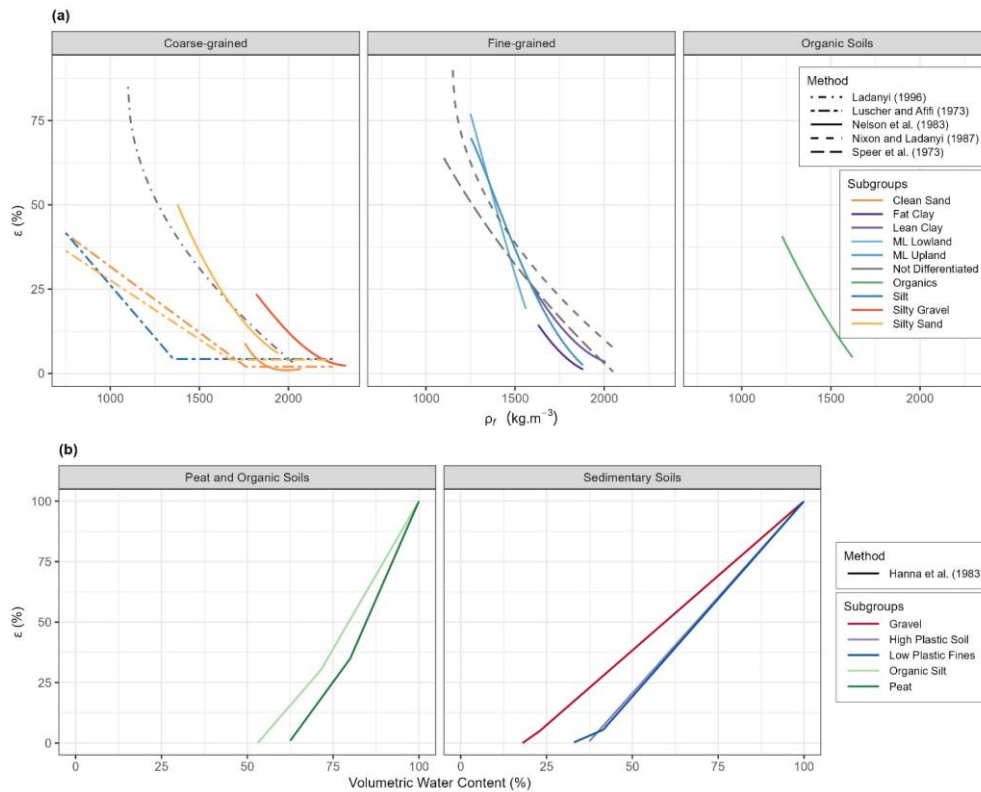 (a)
Coarse-grained
Fine-grained
Organic Soils
Method
Ladanyi (1996)
Luscher and Afifi (1973)
Nelson et al. (1983)
Nixon and Ladanyi (1987)
Speer et al. (1973)
Subgroups
Clean Sand
Fat Clay
Lean Clay
ML Lowland
ML Upland
Not Differentiated
Organics
Silt
Silty Gravel
Silty Sand
ε (%)
75
50
25
0
1000 1500 2000
1000 1500 2000
1000 1500 2000
ρf (kg.m⁻³)
(b)
Peat and Organic Soils
Sedimentary Soils
ε (%)
100
75
50
25
0
0 25 50 75 100
0 25 50 75 100
Volumetric Water Content (%)
Method
Hanna et al. (1983
Subgroups
Gravel
High Plastic Soil
Low Plastic Fines
Organic Silt
Peat